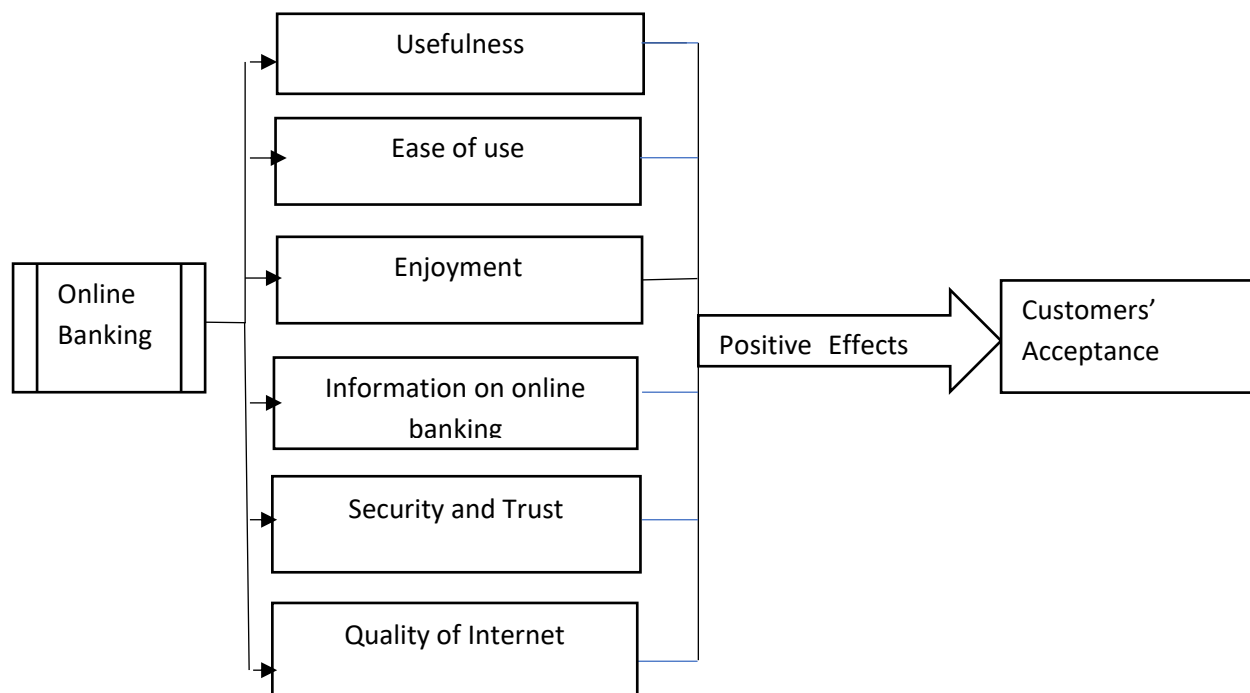 Usefulness
Ease of use
Enjoyment
Online
Banking
Information on online
banking
Security and Trust
Quality of Internet
Positive Effects
Customers’
Acceptance